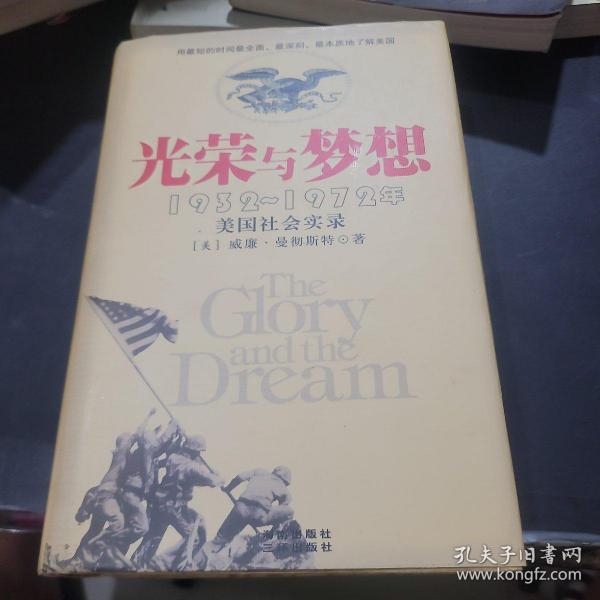 用最短的时间最全面、最深刻、最本质地了解美国
光荣与梦想
1932~1972年
美国社会实录
[美] 威廉·曼彻斯特⊙著
The
Glory
and the
Dream
海南出版社
三环出版社
孔夫子旧书网
www.kongfz.com